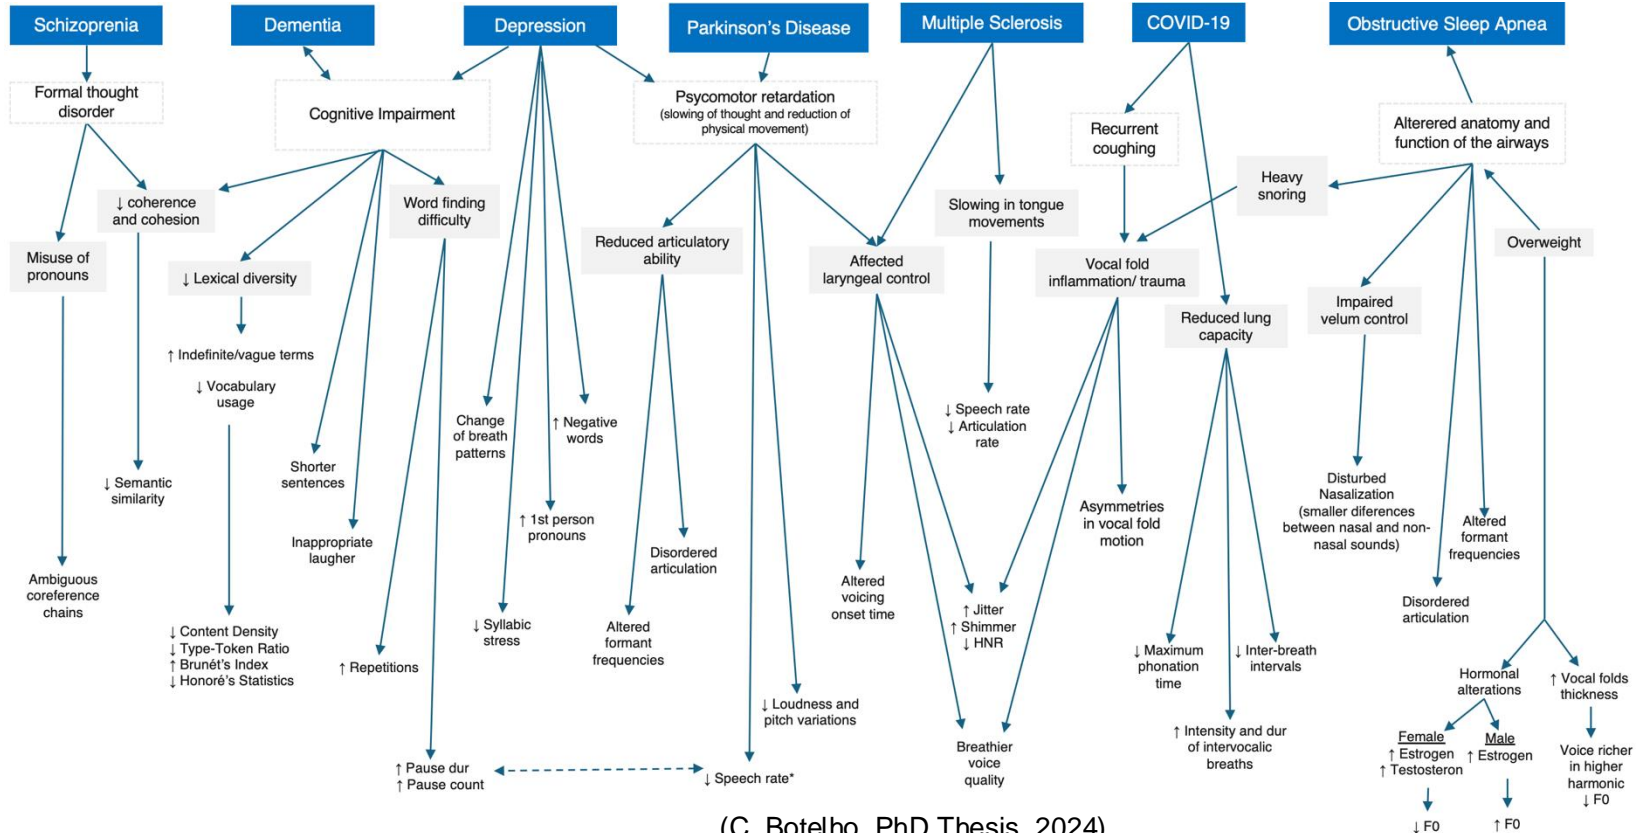 Schizoprenia
Dementia
Depression
Parkinson's Disease
Multiple Sclerosis
COVID-19
Obstructive Sleep Apnea
Formal thought
disorder
Cognitive Impairment
Psycomotor retardation
(slowing of thought and reduction of
physical movement)
Recurrent
coughing
Alterered anatomy and
function of the airways
Heavy
snoring
↓ coherence
and cohesion
Word finding
difficulty
Slowing in tongue
movements
Misuse of
pronouns
↓ Lexical diversity
Reduced articulatory
ability
Affected
laryngeal control
Vocal fold
inflammation/ trauma
Overweight
Impaired
velum control
Reduced lung
capacity
↑ Indefinite/vague terms
↓ Vocabulary
usage
Change
of breath
patterns
↑ Negative
words
↓ Speech rate
↓ Articulation
rate
Shorter
sentences
↓ Semantic
similarity
Inappropriate
laugher
↑ 1st person
pronouns
Disordered
articulation
Asymmetries
in vocal fold
motion
Disturbed
Nasalization
(smaller diferences
between nasal and non-
nasal sounds)
Altered
formant
frequencies
Ambiguous
coreference
chains
Altered
voicing
onset time
Disordered
articulation
↓ Content Density
↓ Type-Token Ratio
↑ Brunét's Index
↓ Honoré's Statistics
↑ Repetitions
↓ Syllabic
stress
Altered
formant
frequencies
↑ Jitter
↑ Shimmer
↓ HNR
↓ Maximum
phonation
time
↓ Inter-breath
intervals
Hormonal
alterations
↑ Vocal folds
thickness
↓ Loudness and
pitch variations
↑ Pause dur
↑ Pause count
↓ Speech rate*
Breathier
voice
quality
↑ Intensity and dur
of intervocalic
breaths
Female
↑ Estrogen
↑ Testosteron
Male
↑ Estrogen
Voice richer
in higher
harmonic
↓ F0
↓ F0
↑ F0
(C. Botelho, PhD Thesis, 2024)